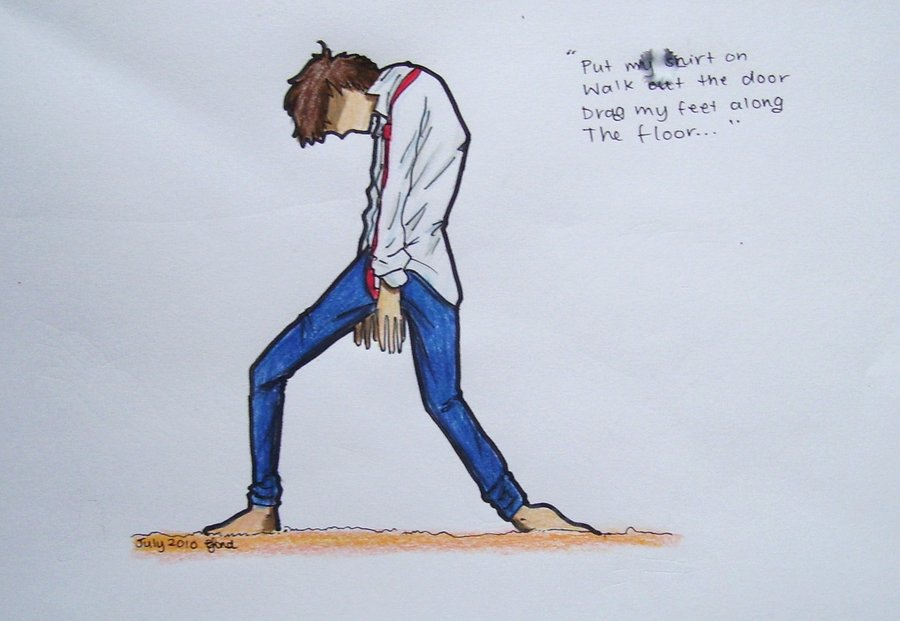 "Put my shirt on
Walk out the door
Drag my feet along
The floor..."
July 2010